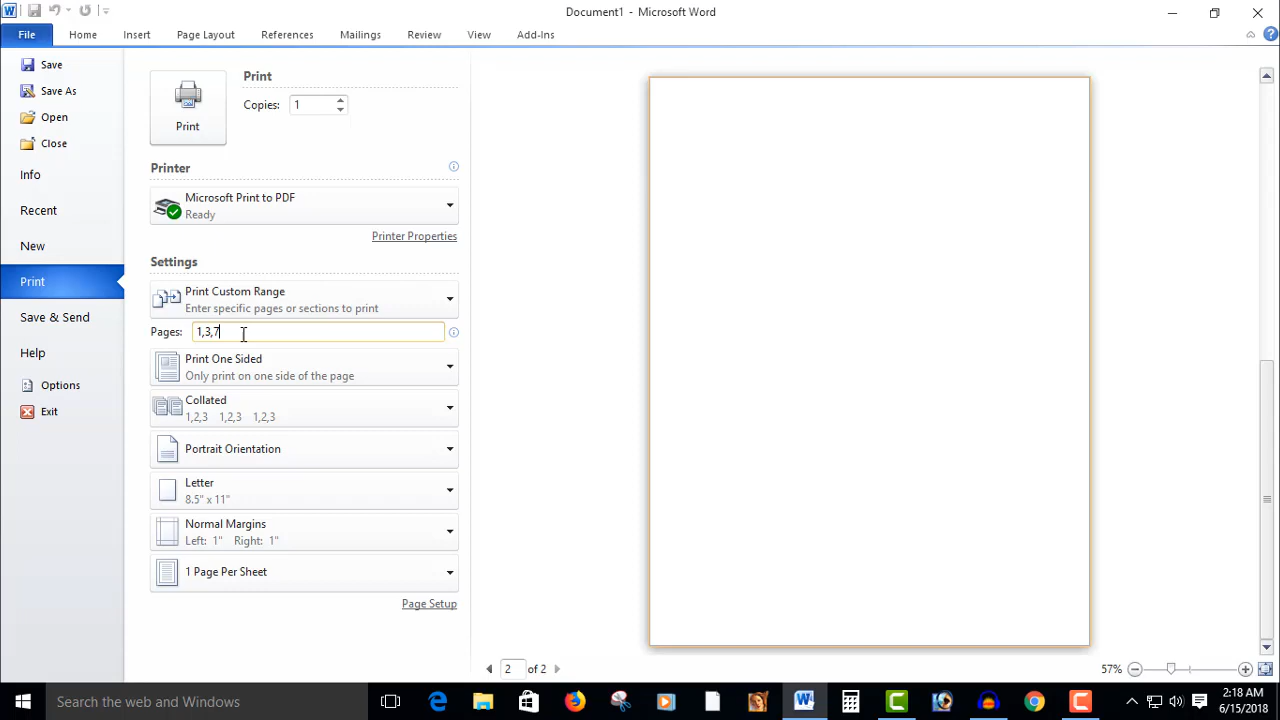 Document1 - Microsoft Word
File Home Insert Page Layout References Mailings Review View Add-Ins
Save
Save As
Open
Close
Info
Recent
New
Print
Save & Send
Help
Options
Exit
Print
Print
Copies: 1
Printer
Microsoft Print to PDF
Ready
Printer Properties
Settings
Print Custom Range
Enter specific pages or sections to print
Pages: 1,3,7
Print One Sided
Only print on one side of the page
Collated
1,2,3 1,2,3 1,2,3
Portrait Orientation
Letter
8.5" x 11"
Normal Margins
Left: 1" Right: 1"
1 Page Per Sheet
Page Setup
2 of 2
57%
Search the web and Windows
2:18 AM
6/15/2018